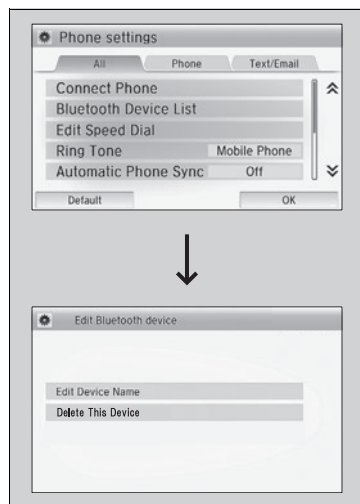 Phone settings
All Phone Text/Email
Connect Phone
Bluetooth Device List
Edit Speed Dial
Ring Tone Mobile Phone
Automatic Phone Sync Off
Default OK
Edit Bluetooth device
Edit Device Name
Delete This Device